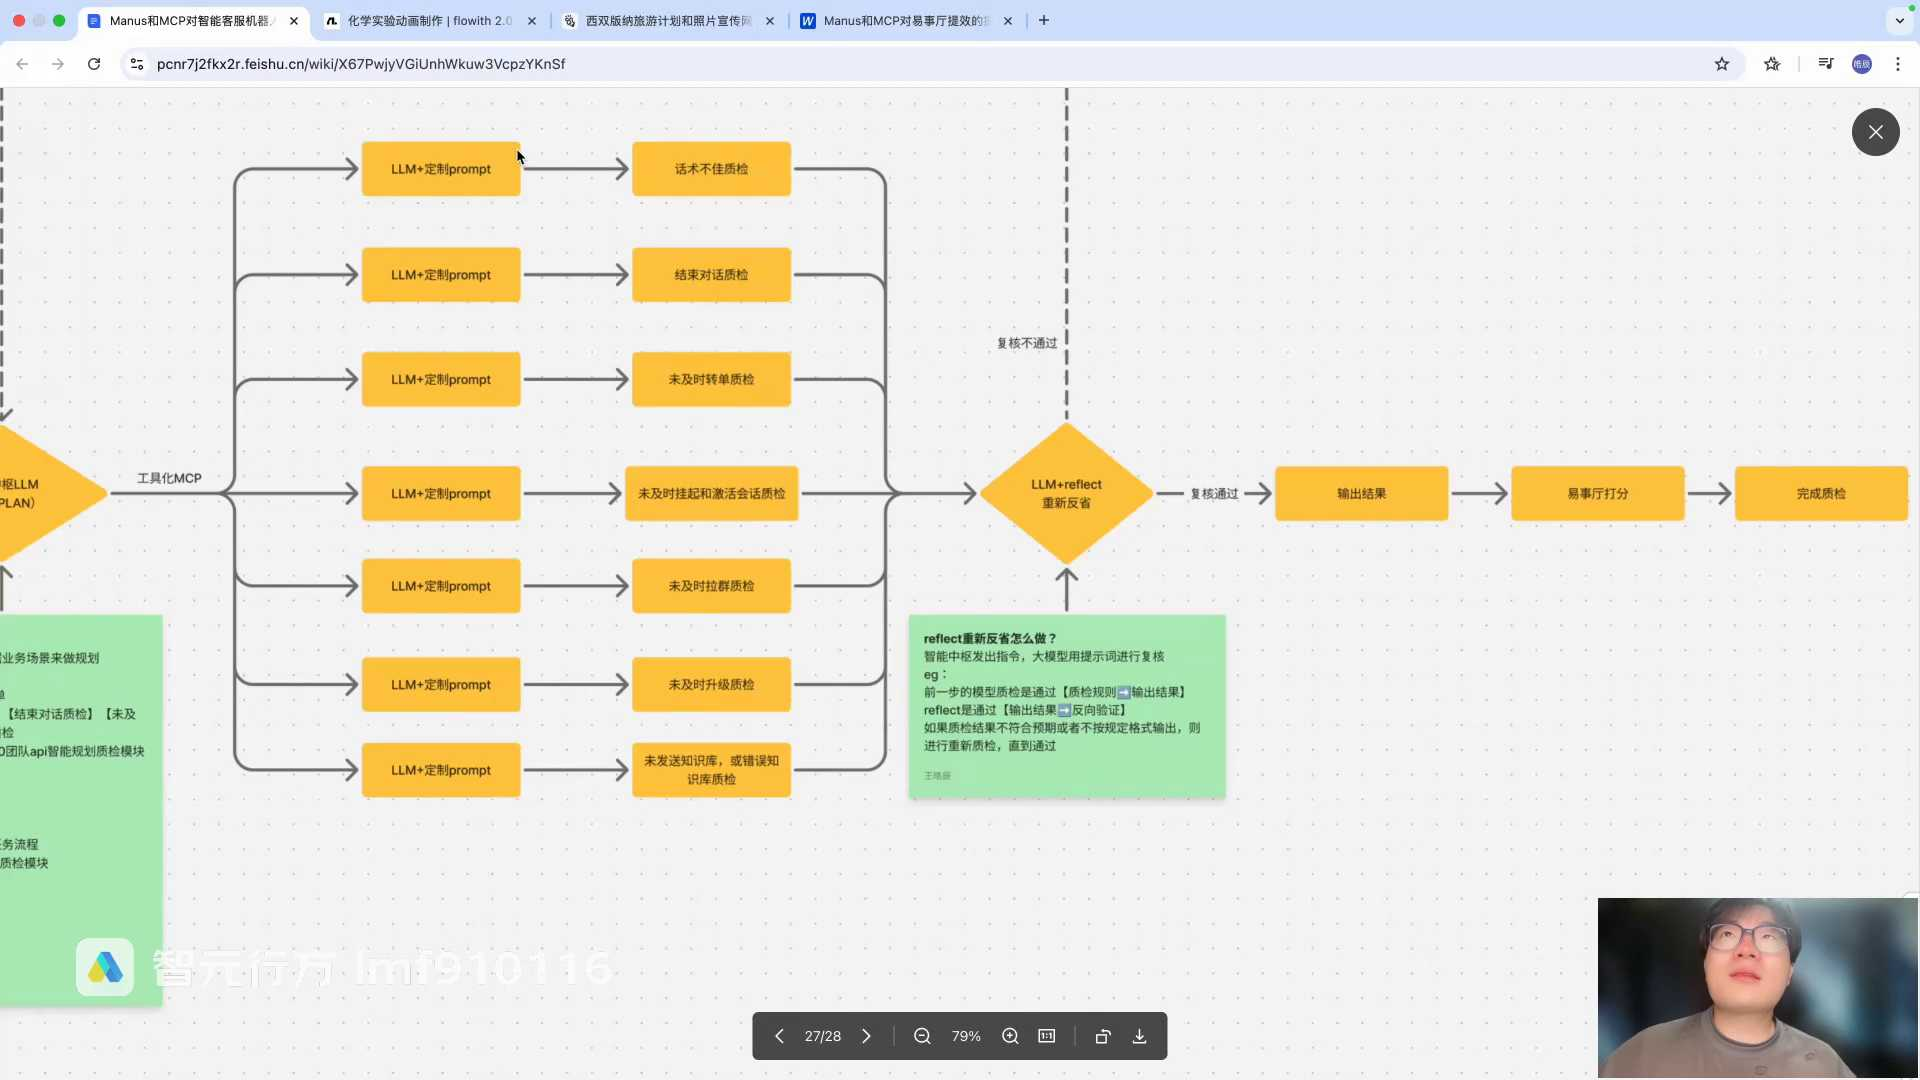 Manus和MCP对智能客服机器
化学实验动画制作 | flowith 2.0
西双版纳旅游计划和照片宣传网
Manus和MCP对易事厅提效的
pcnr7j2fkx2r.feishu.cn/wiki/X67PwjyVGiUnhWkuw3VcpzYKnSf
皓辰
LLM+定制prompt
话术不佳质检
LLM+定制prompt
结束对话质检
复核不通过
LLM+定制prompt
未及时转单质检
枢LLM
PLAN）
工具化MCP
LLM+定制prompt
未及时挂起和激活会话质检
LLM+reflect
重新反省
复核通过
输出结果
易事厅打分
完成质检
LLM+定制prompt
未及时拉群质检
LLM+定制prompt
未及时升级质检
LLM+定制prompt
未发送知识库，或错误知
识库质检
业务场景来做规划
单
【结束对话质检】【未及
检
O团队api智能规划质检模块
务流程
质检模块
reflect重新反省怎么做？
智能中枢发出指令，大模型用提示词进行复核
eg：
前一步的模型质检是通过【质检规则➡️输出结果】
reflect是通过【输出结果➡️反向验证】
如果质检结果不符合预期或者不按规定格式输出，则
进行重新质检，直到通过
王皓辰
智元行方 lmf910116
27/28
79%
1:1